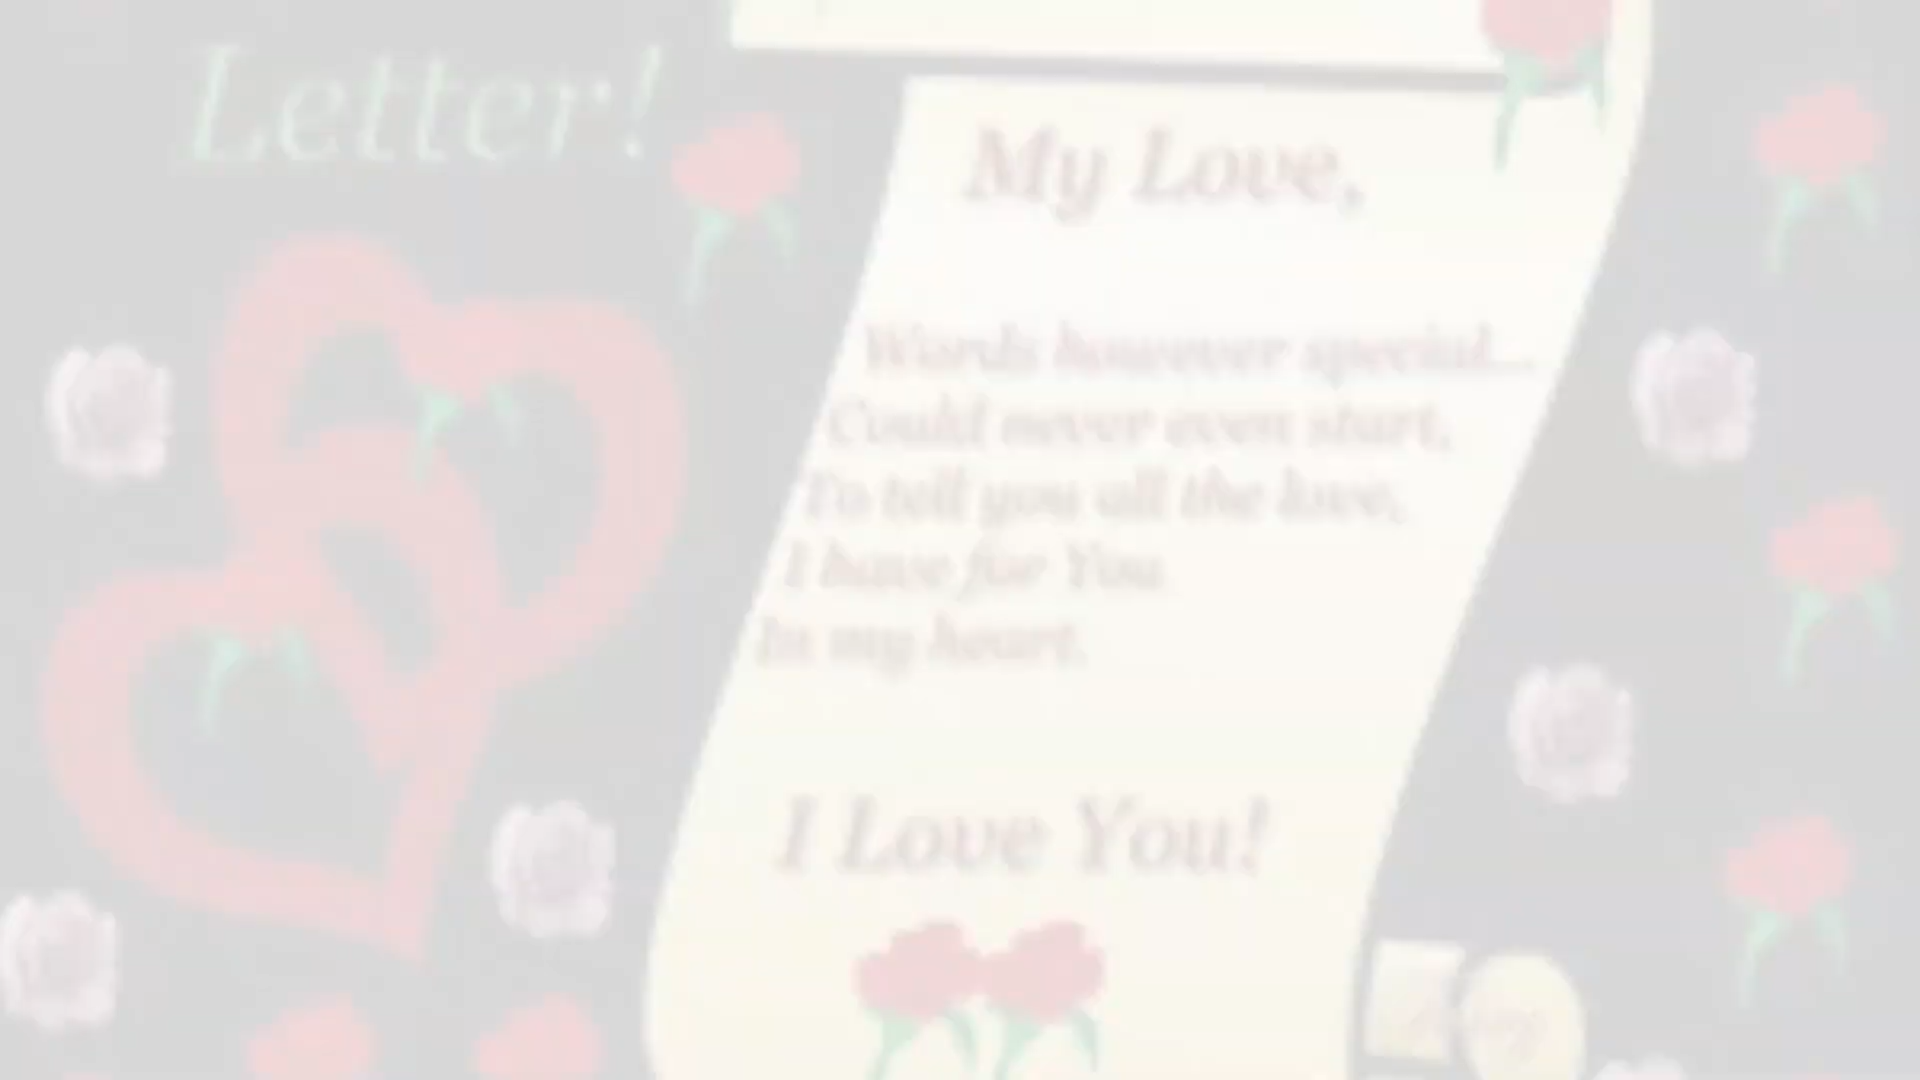 Letter!
My Love,
Words however special...
Could never even start,
To tell you all the love,
I have for You
In my heart.
I Love You!